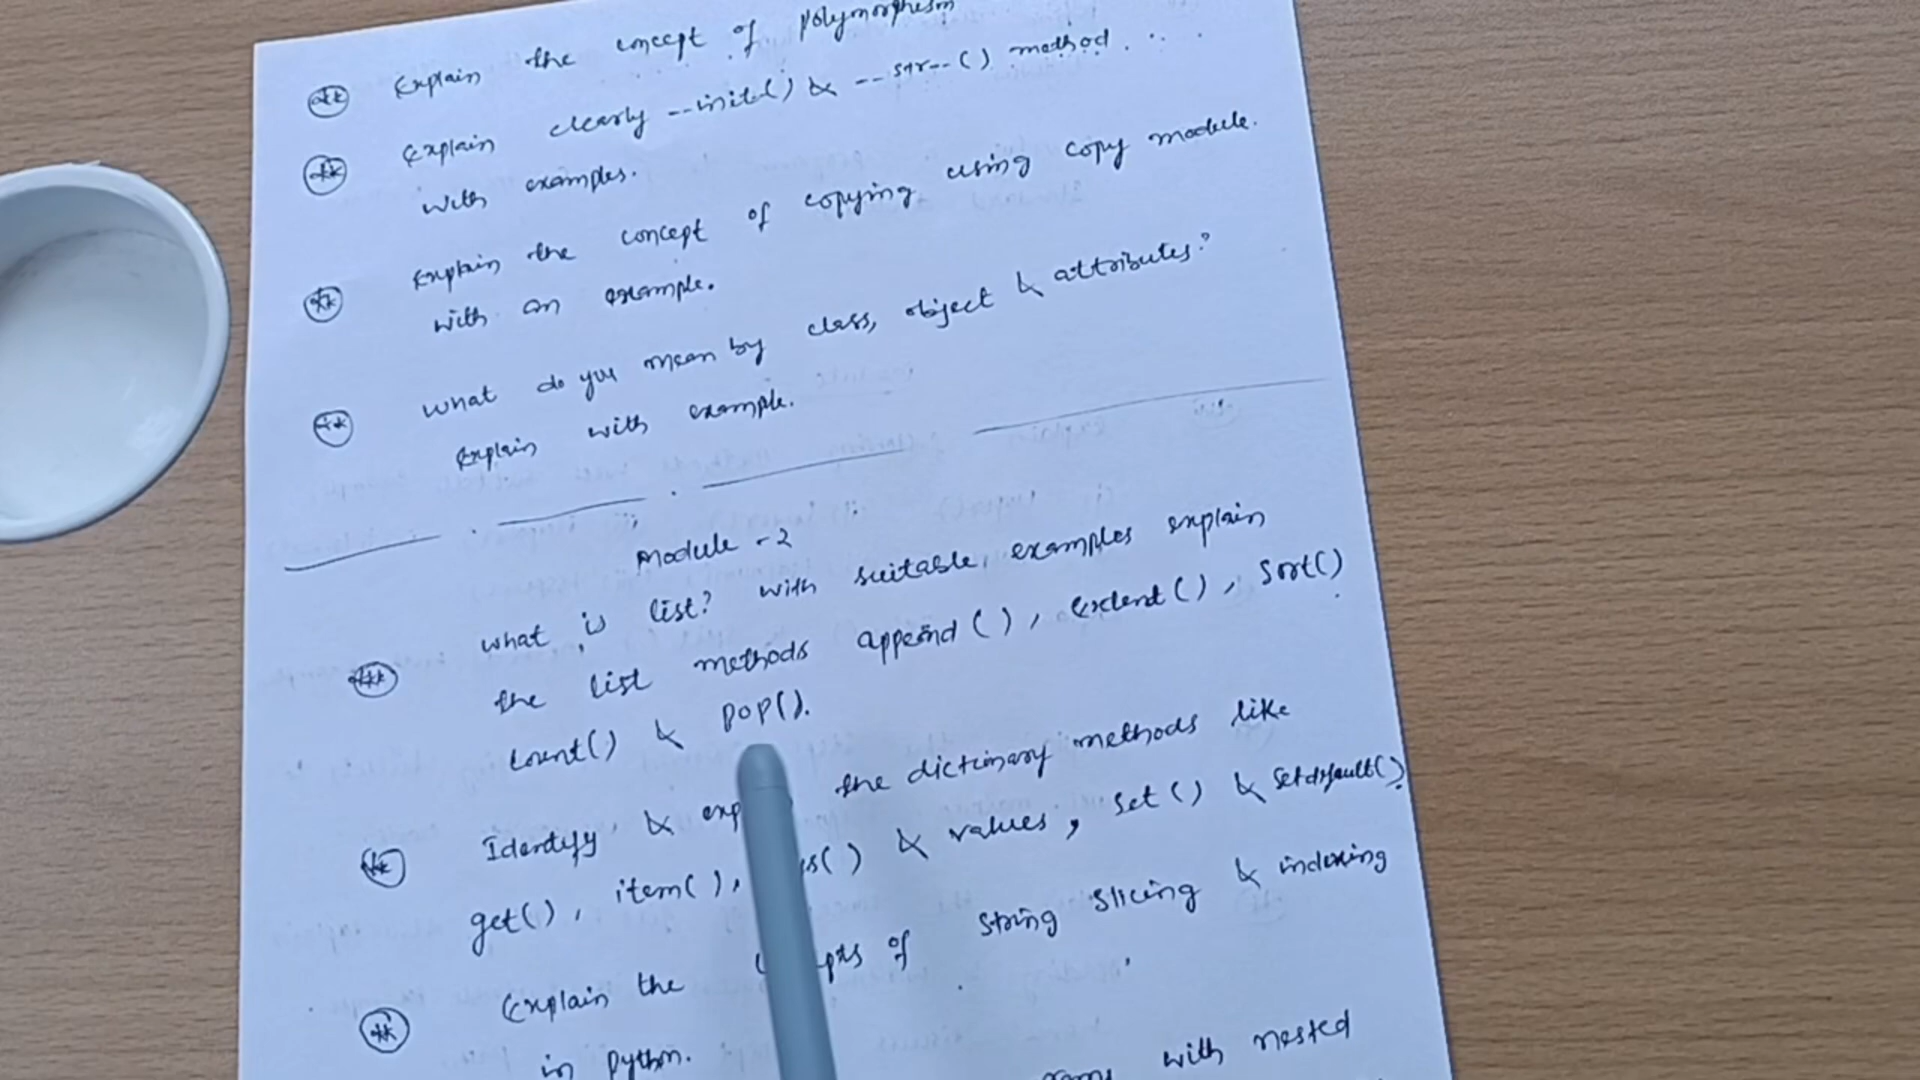 ** Explain the concept of polymorphism
** Explain clearly --init() & --str--() method.
with examples.
** Explain the concept of copying using copy module.
with an example.
** what do you mean by class, object & attributes?
Explain with example.
Module - 2
*** what is list? with suitable examples explain
the list methods append(), extend(), sort()
count() & pop().
** Identify & the dictionary methods like
get(), item(), & values, set() & setdefault().
** Explain the of string slicing & indexing
in python.
with nested